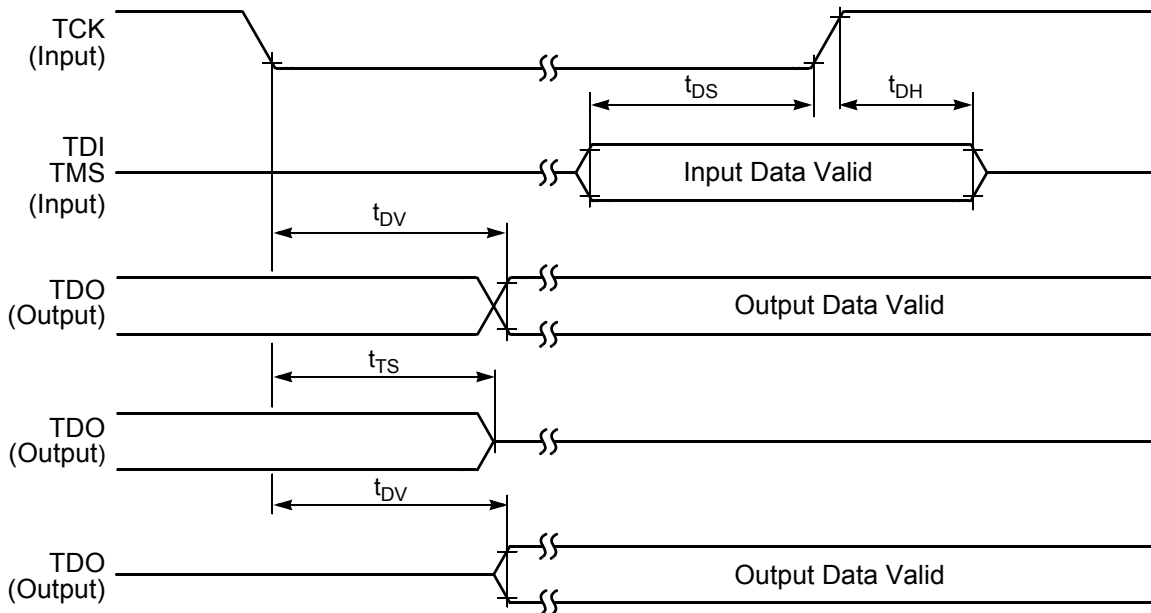 TCK
(Input)
tDS
tDH
TDI
TMS
(Input)
Input Data Valid
tDV
TDO
(Output)
Output Data Valid
tTS
TDO
(Output)
tDV
TDO
(Output)
Output Data Valid